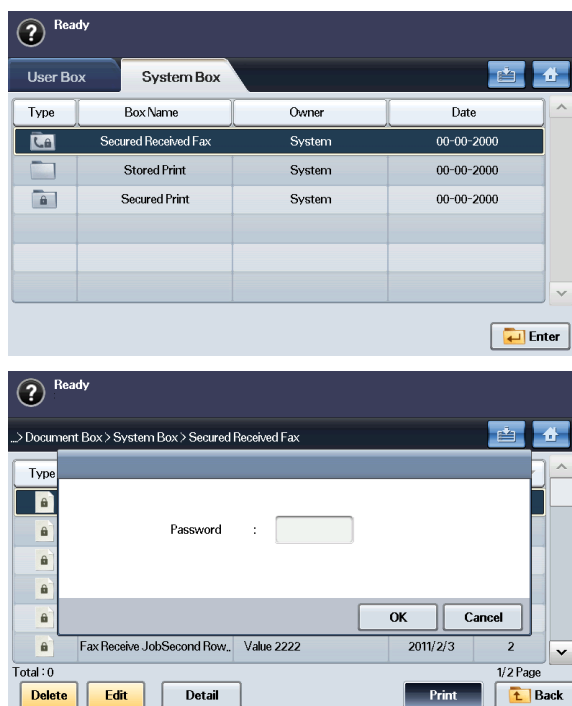 ? Ready
User Box System Box
Type Box Name Owner Date
Secured Received Fax System 00-00-2000
Stored Print System 00-00-2000
Secured Print System 00-00-2000
Enter
? Ready
...> Document Box > System Box > Secured Received Fax
Type
Password :
OK Cancel
Fax Receive JobSecond Row.. Value 2222 2011/2/3 2
Total : 0 1/2 Page
Delete Edit Detail Print Back